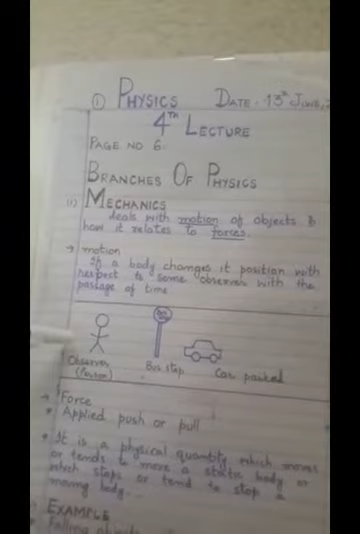 ① PHYSICS DATE. 13th JUNE,
4TH LECTURE
PAGE NO 6.
BRANCHES OF PHYSICS
(i) MECHANICS
deals with motion of objects &
how it relates to forces.
→ motion
If a body changes it position with
respect to some observer with the
passage of time
Observer
(Person)
Bus stop
Car parked
→ Force
* Applied push or pull
* It is a physical quantity which moves
or tends to move a static body or
which stops or tend to stop a
moving body.
EXAMPLE
* Falling